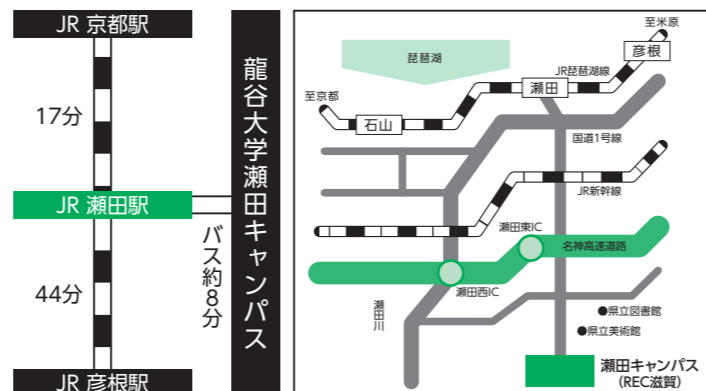 JR 京都駅
17分
JR 瀬田駅
44分
JR 彦根駅
バス約8分
龍谷大学瀬田キャンパス
至米原
彦根
琵琶湖
JR琵琶湖線
瀬田
至京都
石山
国道1号線
JR新幹線
瀬田東IC
名神高速道路
瀬田西IC
瀬田川
●県立図書館
●県立美術館
瀬田キャンパス
(REC滋賀)